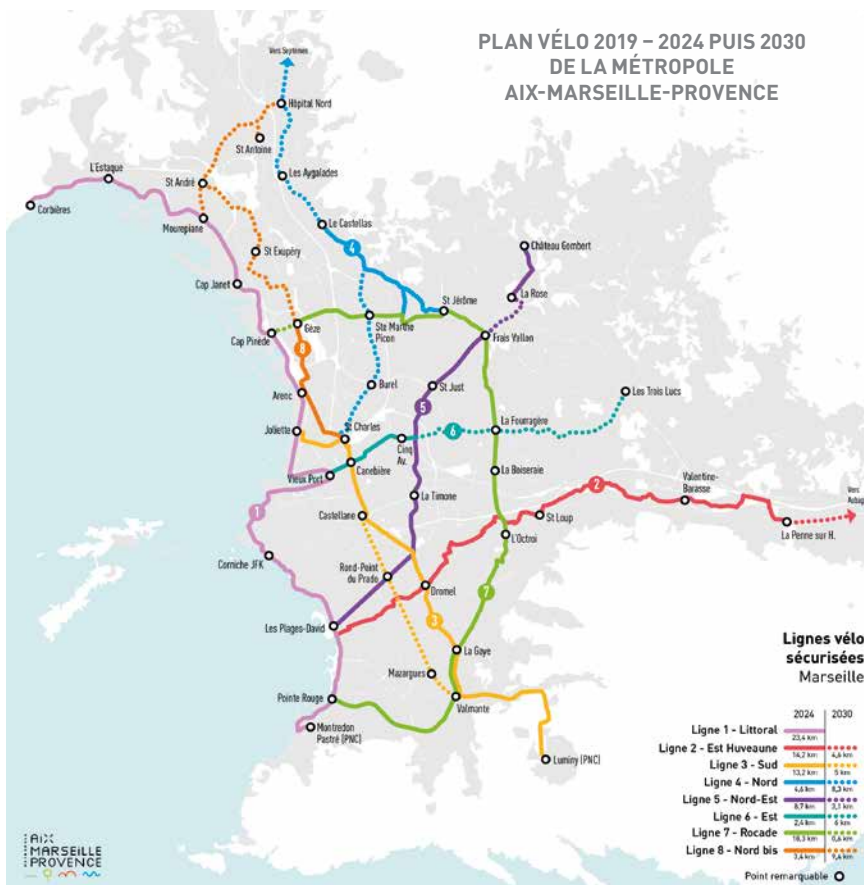 PLAN VÉLO 2019 – 2024 PUIS 2030
DE LA MÉTROPOLE
AIX-MARSEILLE-PROVENCE
Vers Septèmes
Hôpital Nord
St Antoine
L'Estaque
St André
Les Aygalades
Corbières
Mourepiane
Le Castellas
4
St Exupéry
Château Gombert
Cap Janet
La Rose
St Jérôme
Gèze
Ste Marthe
Picon
Cap Pinède
Frais Vallon
8
Burel
St Just
Les Trois Lucs
Arenc
5
Joliette
St Charles
6
La Fourragère
Cinq
Av.
Canebière
Vieux Port
La Boiseraie
2
Valentine-
Barasse
Vers
La Timone
1
Castellane
St Loup
La Penne sur H.
L'Octroi
Corniche JFK
Rond-Point
du Prado
Dromel
7
Les Plages-David
3
La Gaye
Mazargues
Pointe Rouge
Valmante
Montredon
Pastré (PNC)
Luminy (PNC)
Lignes vélo
sécurisées
Marseille
2024 2030
Ligne 1 - Littoral
23,4 km
Ligne 2 - Est Huveaune
14,2 km 4,6 km
Ligne 3 - Sud
13,2 km 5 km
Ligne 4 - Nord
4,6 km 8,3 km
Ligne 5 - Nord-Est
8,7 km 3,1 km
Ligne 6 - Est
2,4 km 6 km
Ligne 7 - Rocade
18,3 km 0,6 km
Ligne 8 - Nord bis
3,4 km 9,4 km
Point remarquable
AIX
MARSEILLE
PROVENCE